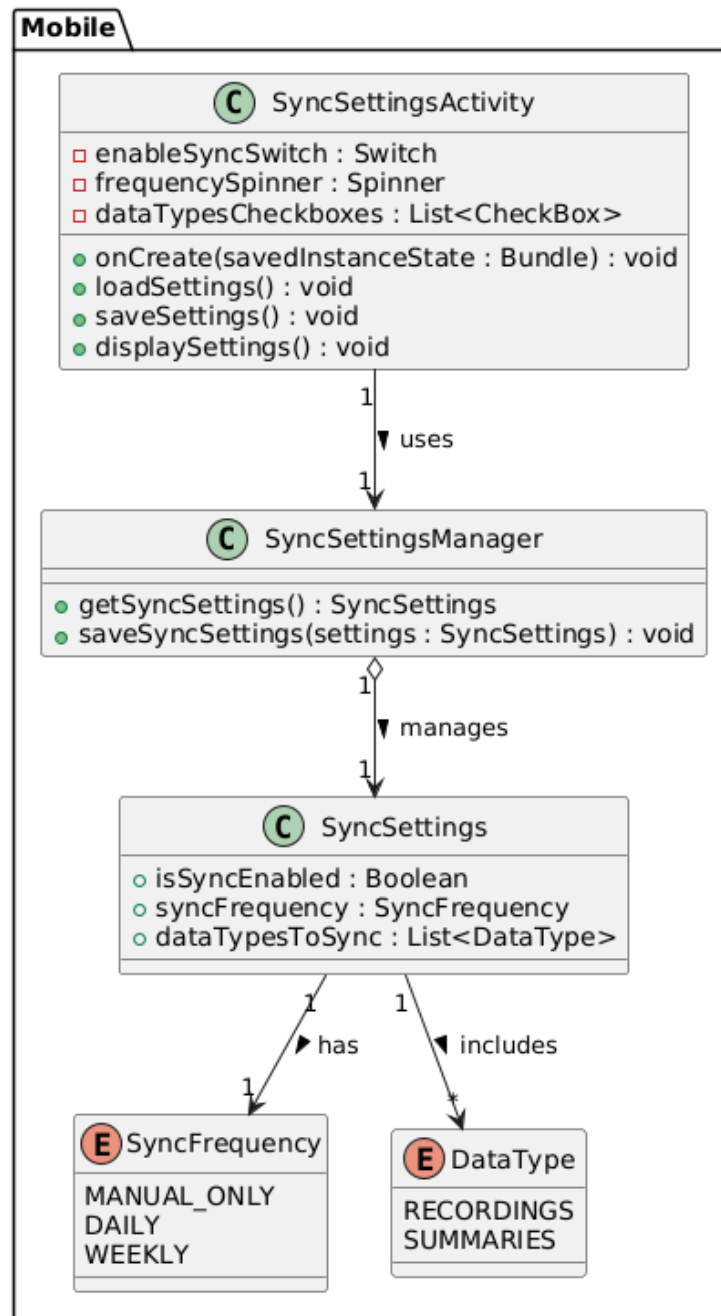 Mobile
C SyncSettingsActivity
enableSyncSwitch : Switch
frequencySpinner : Spinner
dataTypesCheckboxes : List<CheckBox>
onCreate(savedInstanceState : Bundle) : void
loadSettings() : void
saveSettings() : void
displaySettings() : void
1
uses
1
C SyncSettingsManager
getSyncSettings() : SyncSettings
saveSyncSettings(settings : SyncSettings) : void
1
manages
1
C SyncSettings
isSyncEnabled : Boolean
syncFrequency : SyncFrequency
dataTypesToSync : List<DataType>
1 1
has includes
1 *
E SyncFrequency
MANUAL_ONLY
DAILY
WEEKLY
E DataType
RECORDINGS
SUMMARIES